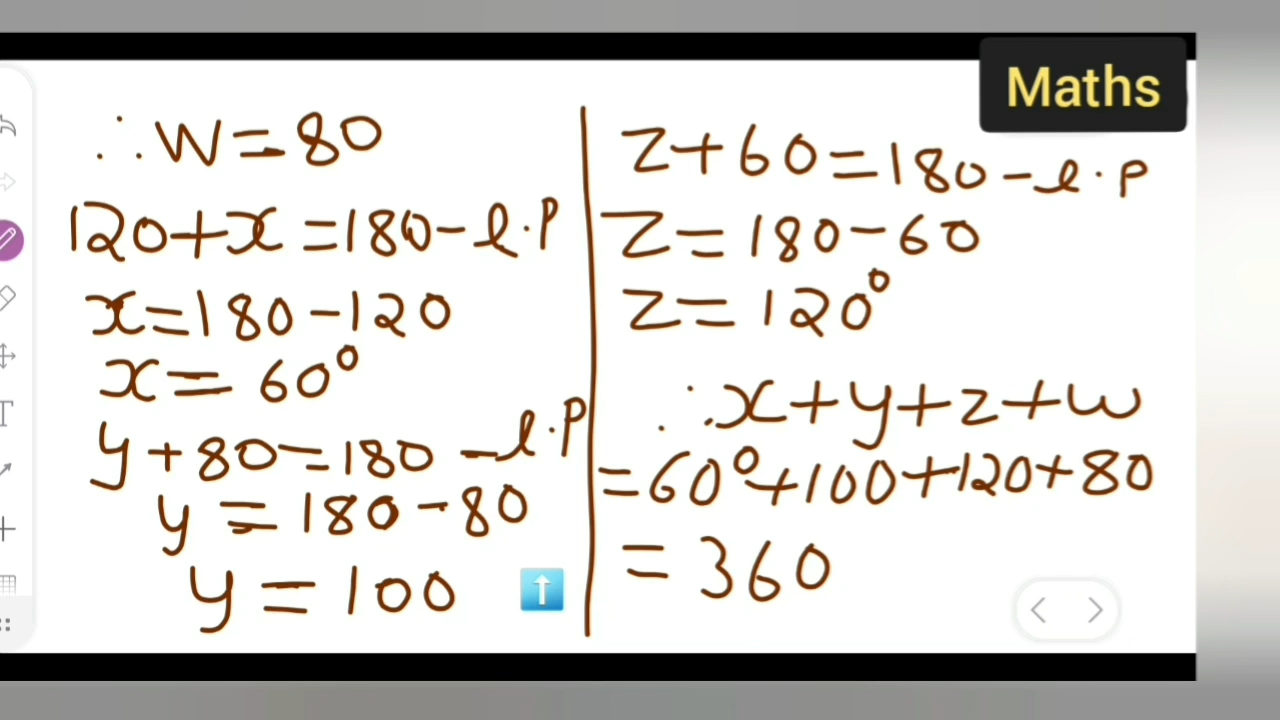 Maths
∴ W = 80
120 + x = 180 - l.P
x = 180 - 120
x = 60°
y + 80 = 180 - l.P
y = 180 - 80
y = 100
z + 60 = 180 - l.P
z = 180 - 60
z = 120°
∴ x + y + z + w
= 60° + 100 + 120 + 80
= 360